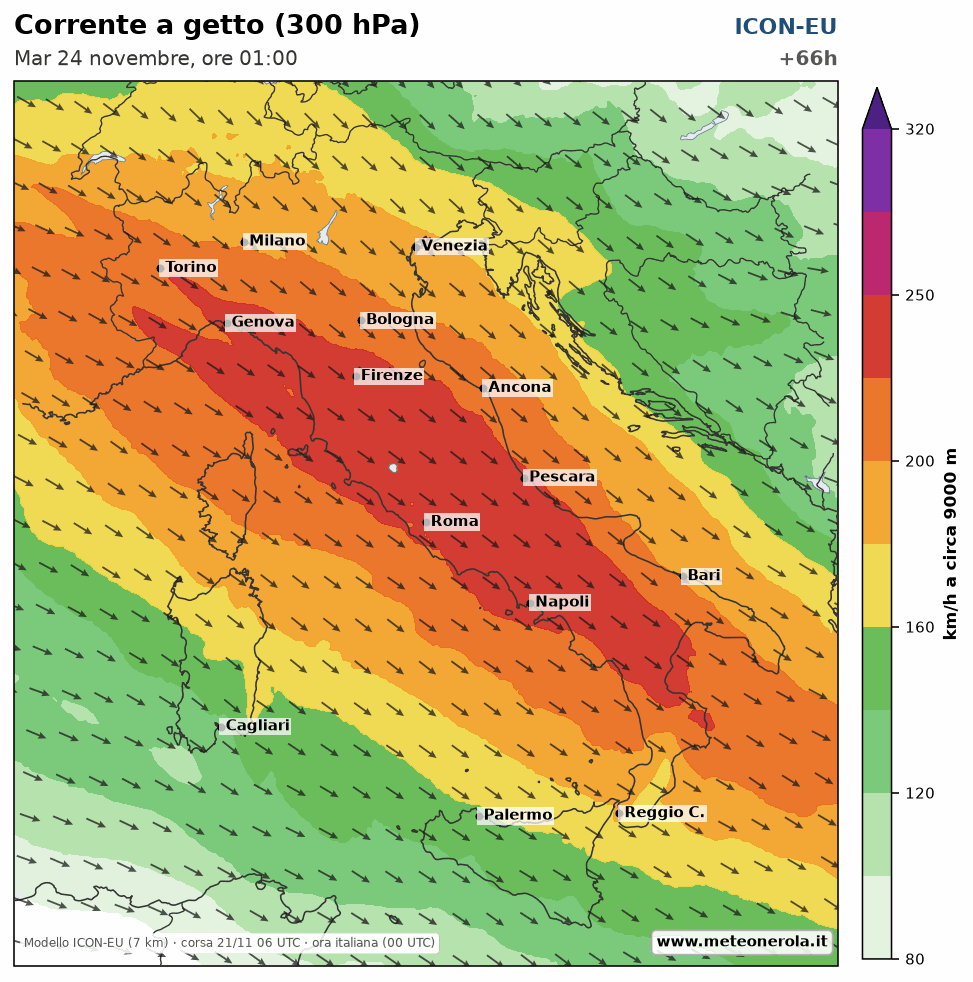 Corrente a getto (300 hPa)
ICON-EU
Mar 24 novembre, ore 01:00
+66h
320
Milano
Venezia
Torino
250
Genova
Bologna
Firenze
Ancona
200
Pescara
Roma
Bari
Napoli
160
km/h a circa 9000 m
Cagliari
120
Palermo
Reggio C.
Modello ICON-EU (7 km) · corsa 21/11 06 UTC · ora italiana (00 UTC)
www.meteonerola.it
80